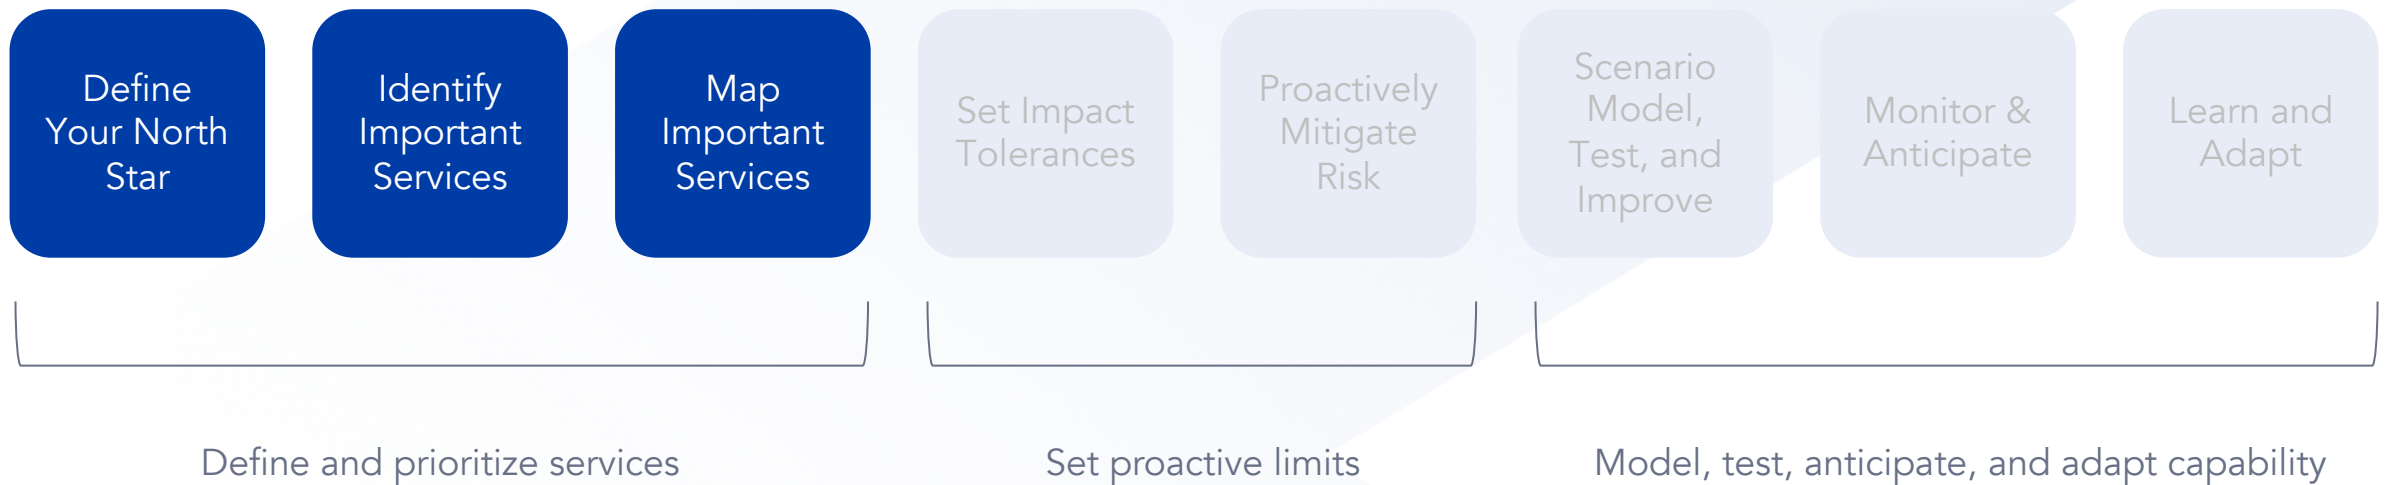 Define
Your North
Star
Identify
Important
Services
Map
Important
Services
Set Impact
Tolerances
Proactively
Mitigate
Risk
Scenario
Model,
Test, and
Improve
Monitor &
Anticipate
Learn and
Adapt
Define and prioritize services
Set proactive limits
Model, test, anticipate, and adapt capability